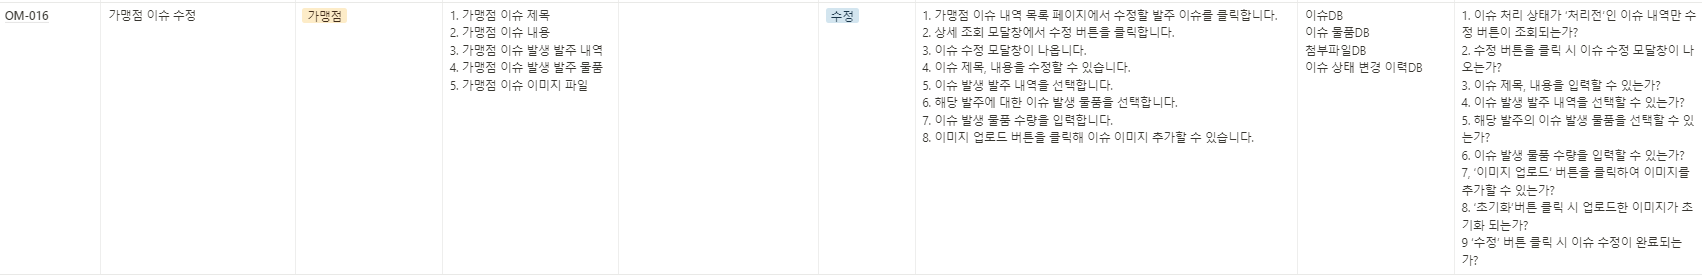 OM-016
가맹점 이슈 수정
가맹점
1. 가맹점 이슈 제목
2. 가맹점 이슈 내용
3. 가맹점 이슈 발생 발주 내역
4. 가맹점 이슈 발생 발주 물품
5. 가맹점 이슈 이미지 파일
수정
1. 가맹점 이슈 내역 목록 페이지에서 수정할 발주 이슈를 클릭합니다.
2. 상세 조회 모달창에서 수정 버튼을 클릭합니다.
3. 이슈 수정 모달창이 나옵니다.
4. 이슈 제목, 내용을 수정할 수 있습니다.
5. 이슈 발생 발주 내역을 선택합니다.
6. 해당 발주에 대한 이슈 발생 물품을 선택합니다.
7. 이슈 발생 물품 수량을 입력합니다.
8. 이미지 업로드 버튼을 클릭해 이슈 이미지 추가할 수 있습니다.
이슈DB
이슈 물품DB
첨부파일DB
이슈 상태 변경 이력DB
1. 이슈 처리 상태가 ‘처리전’인 이슈 내역만 수
정 버튼이 조회되는가?
2. 수정 버튼을 클릭 시 이슈 수정 모달창이 나
오는가?
3. 이슈 제목, 내용을 입력할 수 있는가?
4. 이슈 발생 발주 내역을 선택할 수 있는가?
5. 해당 발주의 이슈 발생 물품을 선택할 수 있
는가?
6. 이슈 발생 물품 수량을 입력할 수 있는가?
7, ‘이미지 업로드’ 버튼을 클릭하여 이미지를
추가할 수 있는가?
8. ‘초기화’버튼 클릭 시 업로드한 이미지가 초
기화 되는가?
9 ‘수정’ 버튼 클릭 시 이슈 수정이 완료되는
가?